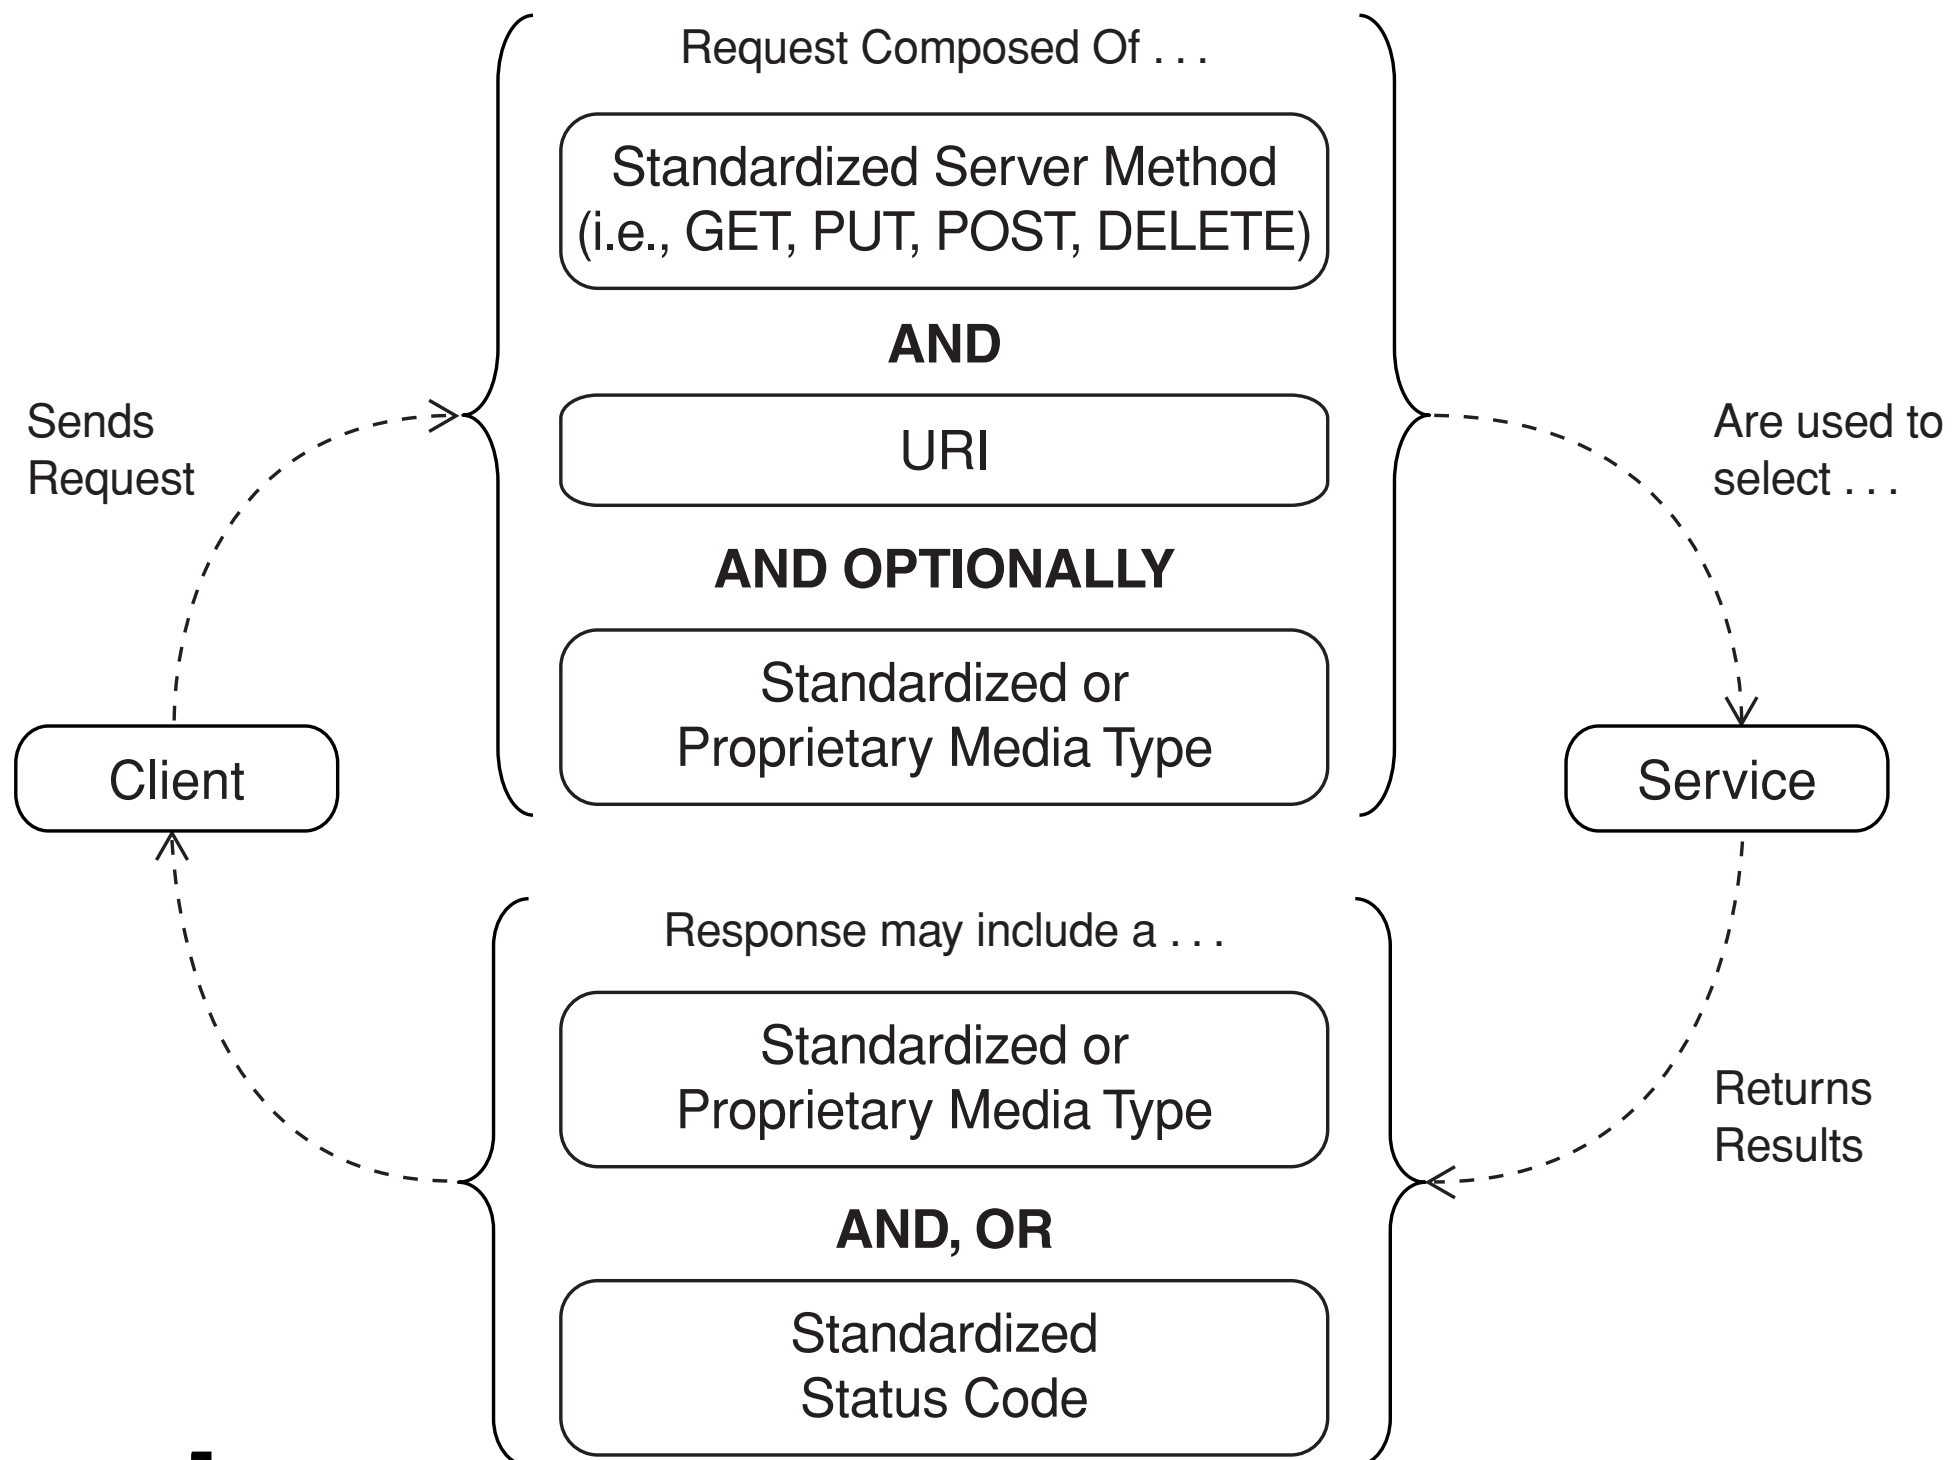 Request Composed Of . . .
Standardized Server Method
(i.e., GET, PUT, POST, DELETE)
AND
Sends
Request
URI
Are used to
select . . .
AND OPTIONALLY
Standardized or
Proprietary Media Type
Client
Service
Response may include a . . .
Standardized or
Proprietary Media Type
Returns
Results
AND, OR
Standardized
Status Code